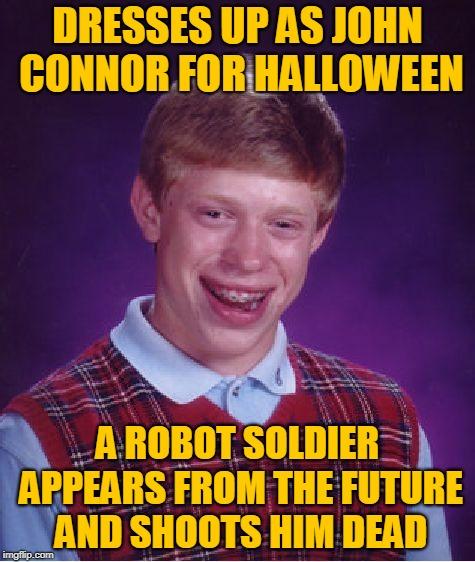 DRESSES UP AS JOHN
CONNOR FOR HALLOWEEN
A ROBOT SOLDIER
APPEARS FROM THE FUTURE
AND SHOOTS HIM DEAD
imgflip.com